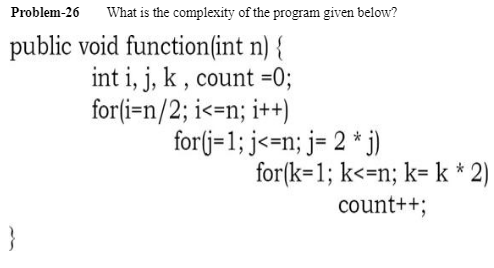 Problem-26 What is the complexity of the program given below?
public void function(int n) {
int i, j, k , count =0;
for(i=n/2; i<=n; i++)
for(j=1; j<=n; j= 2 * j)
for(k=1; k<=n; k= k * 2)
count++;
}